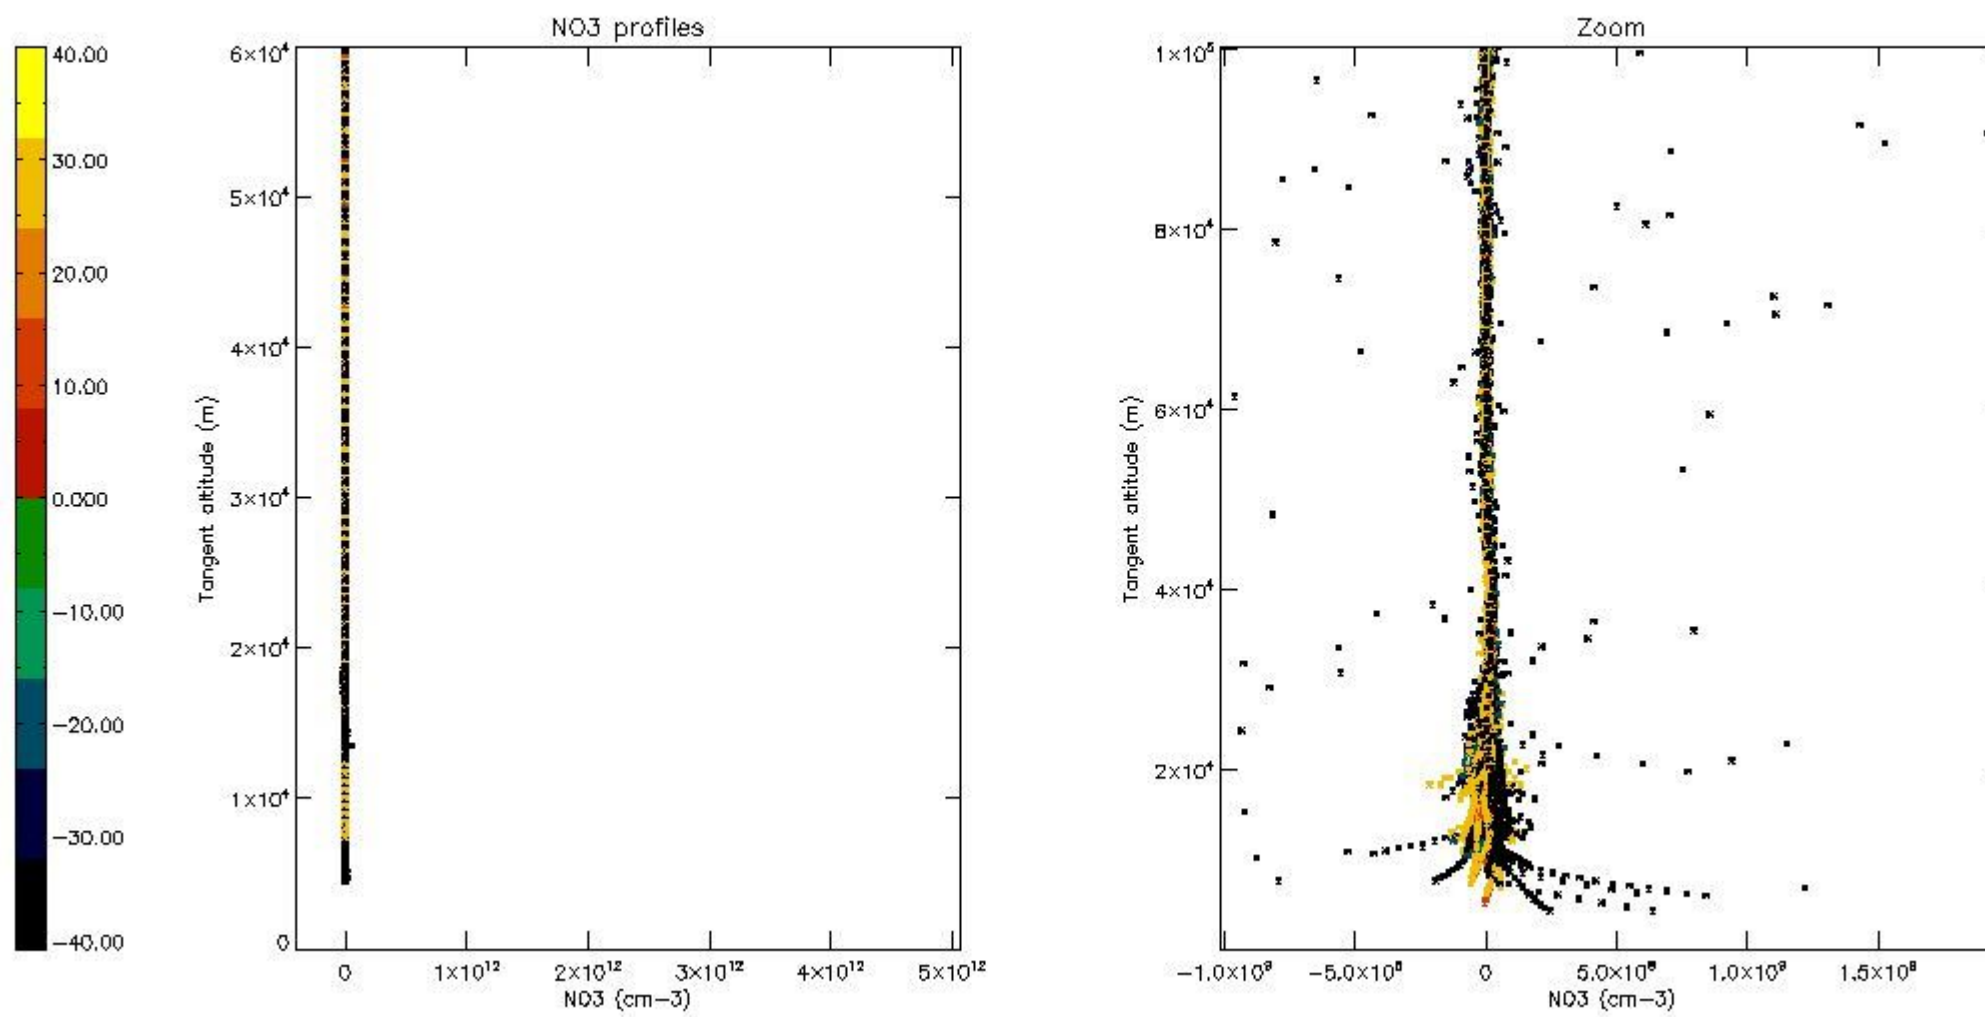 NO3 profiles
Zoom
40.00
30.00
20.00
10.00
0.000
−10.00
−20.00
−30.00
−40.00
Tangent altitude (m)
6×10⁴
5×10⁴
4×10⁴
3×10⁴
2×10⁴
1×10⁴
0
0 1×10¹² 2×10¹² 3×10¹² 4×10¹² 5×10¹²
NO3 (cm−3)
Tangent altitude (m)
1×10⁵
8×10⁴
6×10⁴
4×10⁴
2×10⁴
−1.0×10⁹ −5.0×10⁸ 0 5.0×10⁸ 1.0×10⁹ 1.5×10⁹
NO3 (cm−3)